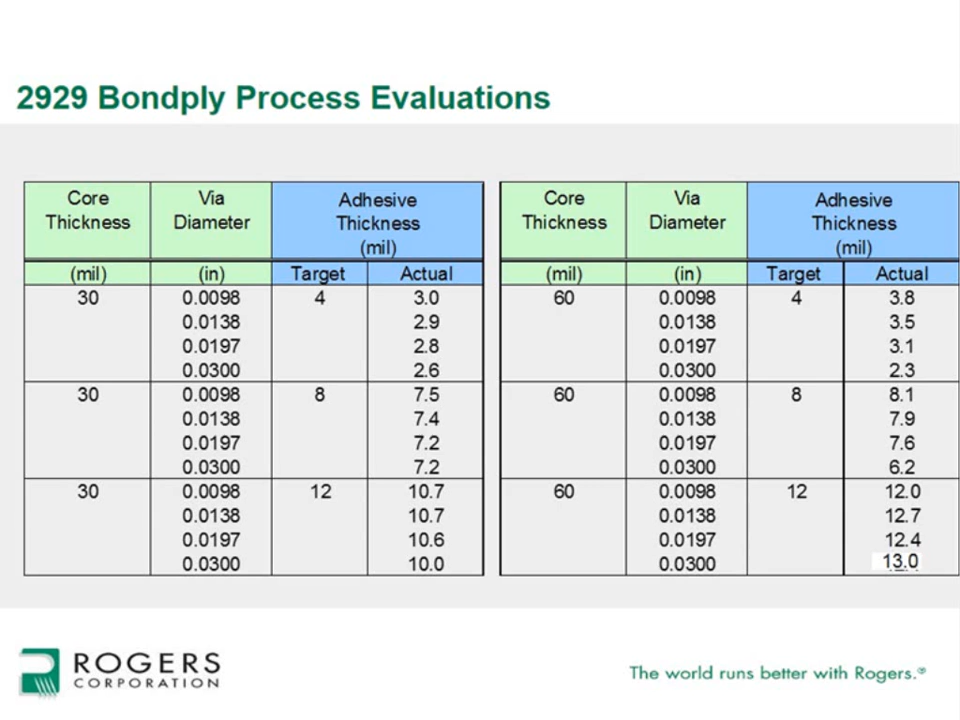 2929 Bondply Process Evaluations
Core Thickness Via Diameter Adhesive Thickness (mil) Core Thickness Via Diameter Adhesive Thickness (mil)
(mil) (in) Target Actual (mil) (in) Target Actual
30 0.0098 4 3.0 60 0.0098 4 3.8
0.0138 2.9 0.0138 3.5
0.0197 2.8 0.0197 3.1
0.0300 2.6 0.0300 2.3
30 0.0098 8 7.5 60 0.0098 8 8.1
0.0138 7.4 0.0138 7.9
0.0197 7.2 0.0197 7.6
0.0300 7.2 0.0300 6.2
30 0.0098 12 10.7 60 0.0098 12 12.0
0.0138 10.7 0.0138 12.7
0.0197 10.6 0.0197 12.4
0.0300 10.0 0.0300 13.0
ROGERS
CORPORATION
The world runs better with Rogers.®